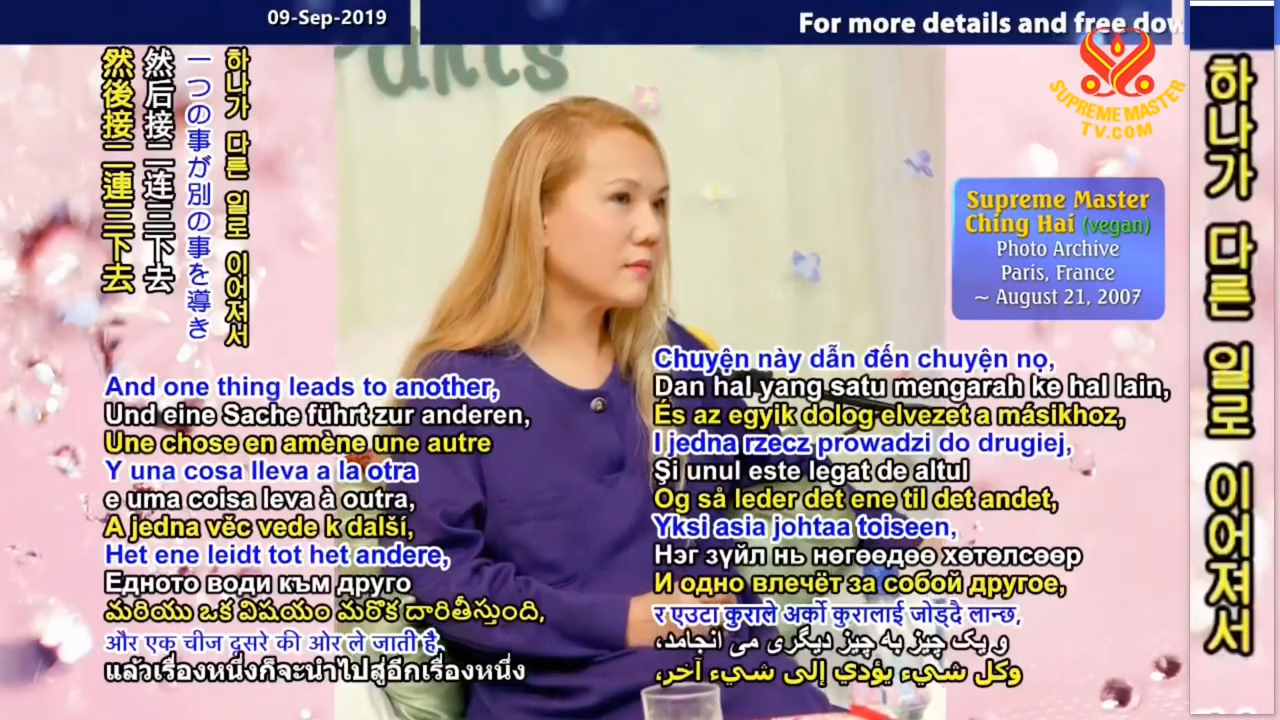 09-Sep-2019
For more details and free dow
SUPREME MASTER
TV.COM
하나가 다른 일로 이어져서
一つの事が別の事を導き
然后接二连三下去
然後接二連三下去
하나가 다른 일로 이어져서
Supreme Master
Ching Hai (vegan)
Photo Archive
Paris, France
~ August 21, 2007
And one thing leads to another,
Und eine Sache führt zur anderen,
Une chose en amène une autre
Y una cosa lleva a la otra
e uma coisa leva à outra,
A jedna věc vede k další,
Het ene leidt tot het andere,
Едното води към друго
మరియు ఒక విషయం మరొక దారితీస్తుంది,
और एक चीज दूसरे की ओर ले जाती है,
แล้วเรื่องหนึ่งก็จะนำไปสู่อีกเรื่องหนึ่ง
Chuyện này dẫn đến chuyện nọ,
Dan hal yang satu mengarah ke hal lain,
És az egyik dolog elvezet a másikhoz,
I jedna rzecz prowadzi do drugiej,
Şi unul este legat de altul
Og så leder det ene til det andet,
Yksi asia johtaa toiseen,
Нэг зүйл нь нөгөөдөө хөтөлсөөр
И одно влечёт за собой другое,
र एउटा कुराले अर्को कुरालाई जोड्दै लान्छ,
و یک چیز به چیز دیگری می انجامد،
وكل شيء يؤدي إلى شيء آخر،